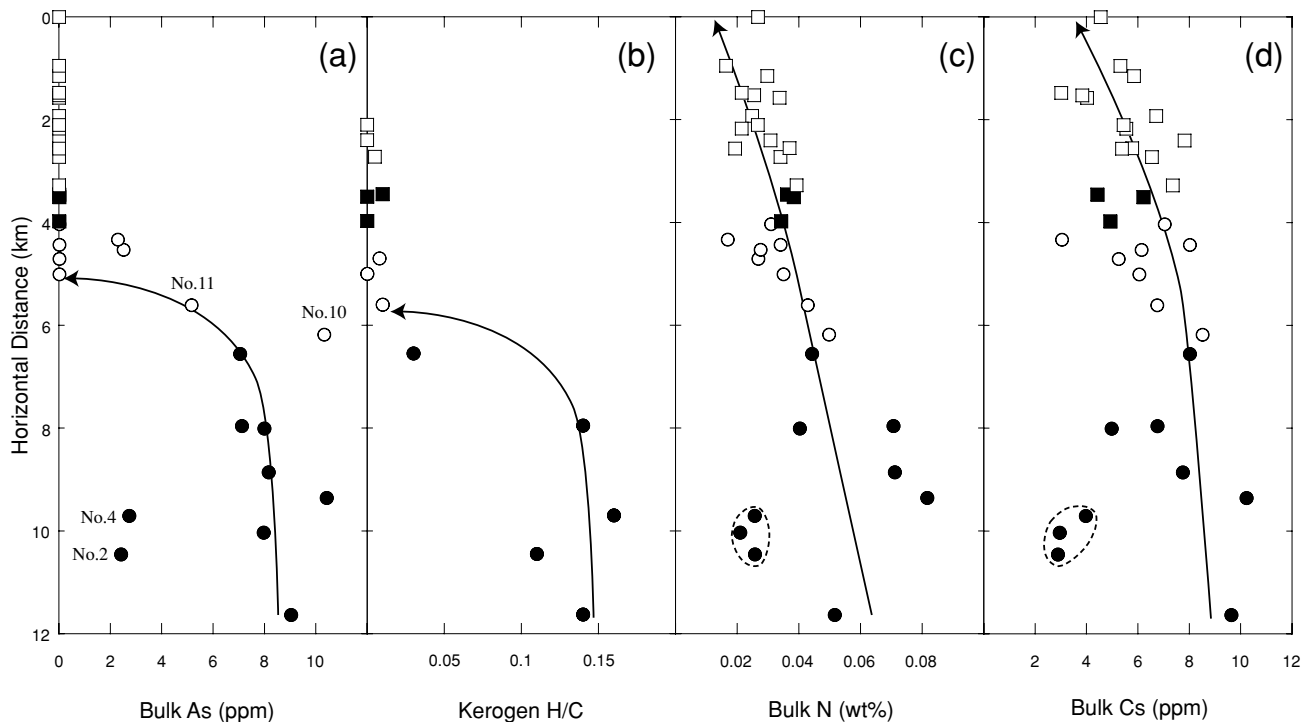 (a)
(b)
(c)
(d)
Horizontal Distance (km)
0
2
4
6
8
10
12
No.11
No.10
No.4
No.2
0 2 4 6 8 10
0.05 0.1 0.15
0.02 0.04 0.06 0.08
2 4 6 8 10 12
Bulk As (ppm)
Kerogen H/C
Bulk N (wt%)
Bulk Cs (ppm)